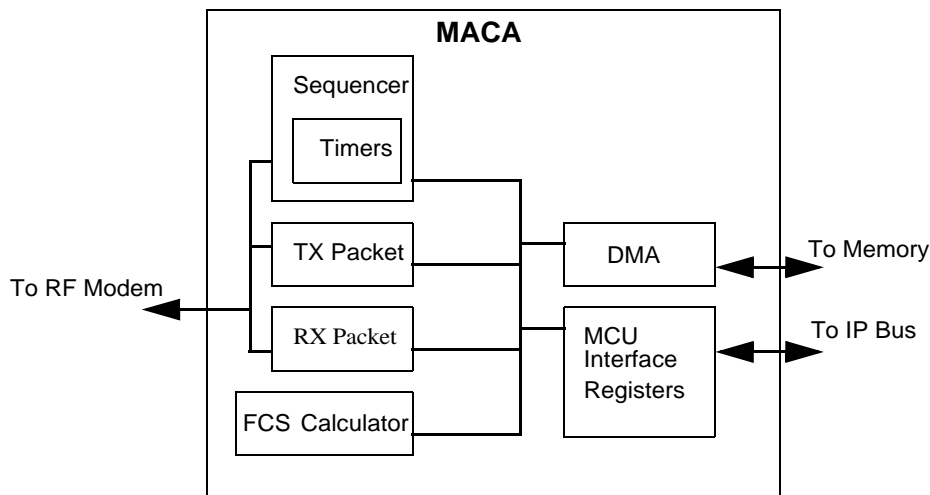 MACA
Sequencer
Timers
TX Packet
DMA
To Memory
To RF Modem
RX Packet
MCU
Interface
Registers
To IP Bus
FCS Calculator